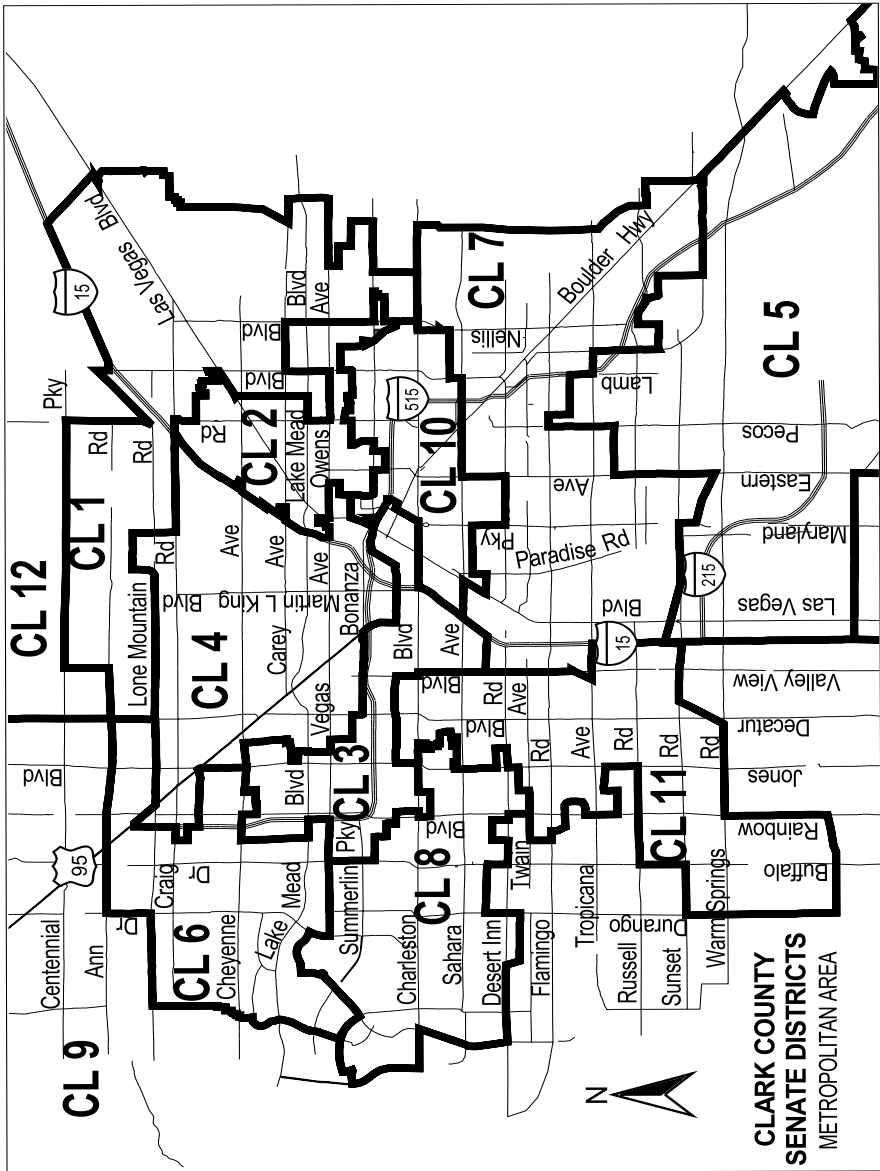 CLARK COUNTY
SENATE DISTRICTS
METROPOLITAN AREA
N
CL 9
CL 12
CL 1
CL 4
CL 6
CL 2
CL 3
CL 8
CL 10
CL 7
CL 11
CL 5
Centennial
Blvd
Pky
95
Ann
Dr
Rd
Lone Mountain
Rd
Craig
Dr
Rd
Blvd
Martin L King
Rd
Cheyenne
Ave
Carey
Ave
Lake
Mead
Blvd
Lake Mead
Blvd
Vegas
Ave
Owens
Ave
Summerlin
Pky
Bonanza
Blvd
Blvd
Las Vegas Blvd
15
Charleston
Blvd
Blvd
515
Sahara
Ave
Blvd
Blvd
Desert Inn
Rd
Pky
Nellis
Twain
Ave
Flamingo
Rd
Paradise Rd
Boulder Hwy
Tropicana
Ave
Ave
Russell
Rd
15
Blvd
Lamb
Sunset
Rd
Durango
Warm Springs
Rd
215
Buffalo
Rainbow
Jones
Decatur
Valley View
Las Vegas
Maryland
Eastern
Pecos